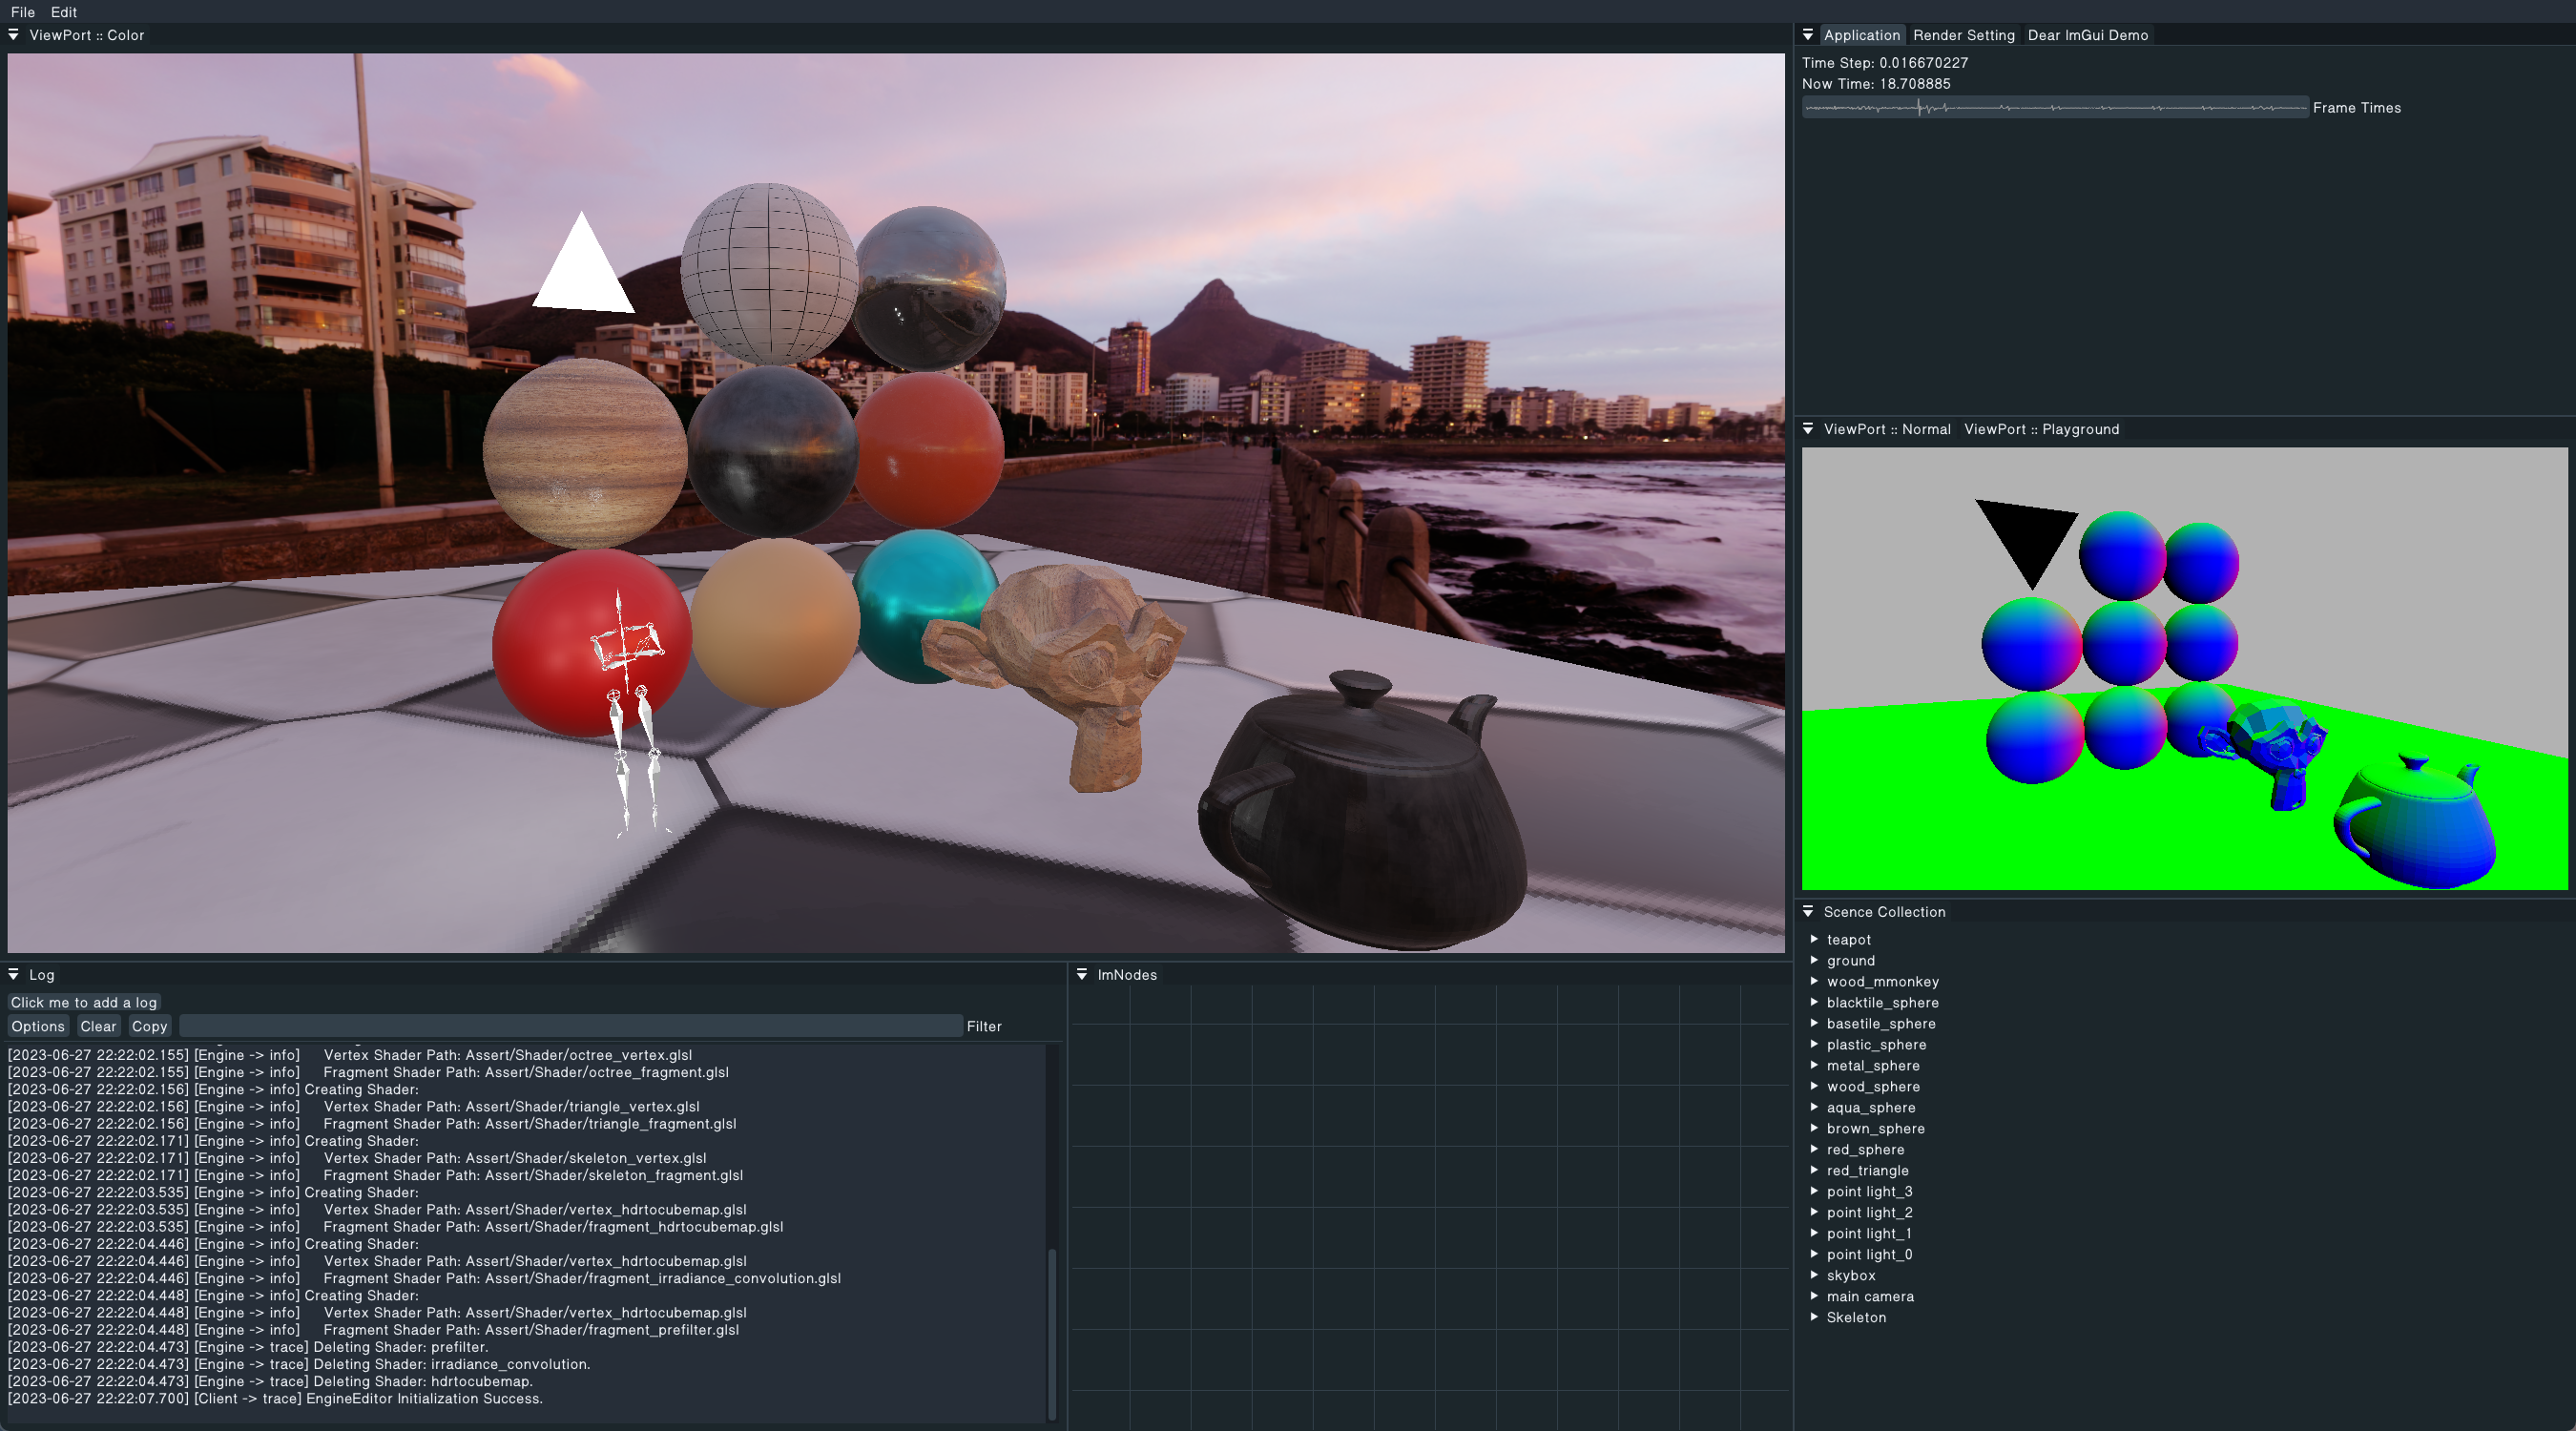 File Edit
ViewPort :: Color
Application Render Setting Dear ImGui Demo
Time Step: 0.016670227
Now Time: 18.708885
Frame Times
ViewPort :: Normal ViewPort :: Playground
Scence Collection
teapot
ground
wood_mmonkey
blacktile_sphere
basetile_sphere
plastic_sphere
metal_sphere
wood_sphere
aqua_sphere
brown_sphere
red_sphere
red_triangle
point light_3
point light_2
point light_1
point light_0
skybox
main camera
Skeleton
Log
Click me to add a log
Options Clear Copy Filter
[2023-06-27 22:22:02.155] [Engine -> info] Vertex Shader Path: Assert/Shader/octree_vertex.glsl
[2023-06-27 22:22:02.155] [Engine -> info] Fragment Shader Path: Assert/Shader/octree_fragment.glsl
[2023-06-27 22:22:02.156] [Engine -> info] Creating Shader:
[2023-06-27 22:22:02.156] [Engine -> info] Vertex Shader Path: Assert/Shader/triangle_vertex.glsl
[2023-06-27 22:22:02.156] [Engine -> info] Fragment Shader Path: Assert/Shader/triangle_fragment.glsl
[2023-06-27 22:22:02.171] [Engine -> info] Creating Shader:
[2023-06-27 22:22:02.171] [Engine -> info] Vertex Shader Path: Assert/Shader/skeleton_vertex.glsl
[2023-06-27 22:22:02.171] [Engine -> info] Fragment Shader Path: Assert/Shader/skeleton_fragment.glsl
[2023-06-27 22:22:03.535] [Engine -> info] Creating Shader:
[2023-06-27 22:22:03.535] [Engine -> info] Vertex Shader Path: Assert/Shader/vertex_hdrtocubemap.glsl
[2023-06-27 22:22:03.535] [Engine -> info] Fragment Shader Path: Assert/Shader/fragment_hdrtocubemap.glsl
[2023-06-27 22:22:04.446] [Engine -> info] Creating Shader:
[2023-06-27 22:22:04.446] [Engine -> info] Vertex Shader Path: Assert/Shader/vertex_hdrtocubemap.glsl
[2023-06-27 22:22:04.446] [Engine -> info] Fragment Shader Path: Assert/Shader/fragment_irradiance_convolution.glsl
[2023-06-27 22:22:04.448] [Engine -> info] Creating Shader:
[2023-06-27 22:22:04.448] [Engine -> info] Vertex Shader Path: Assert/Shader/vertex_hdrtocubemap.glsl
[2023-06-27 22:22:04.448] [Engine -> info] Fragment Shader Path: Assert/Shader/fragment_prefilter.glsl
[2023-06-27 22:22:04.473] [Engine -> trace] Deleting Shader: prefilter.
[2023-06-27 22:22:04.473] [Engine -> trace] Deleting Shader: irradiance_convolution.
[2023-06-27 22:22:04.473] [Engine -> trace] Deleting Shader: hdrtocubemap.
[2023-06-27 22:22:07.700] [Client -> trace] EngineEditor Initialization Success.
ImNodes